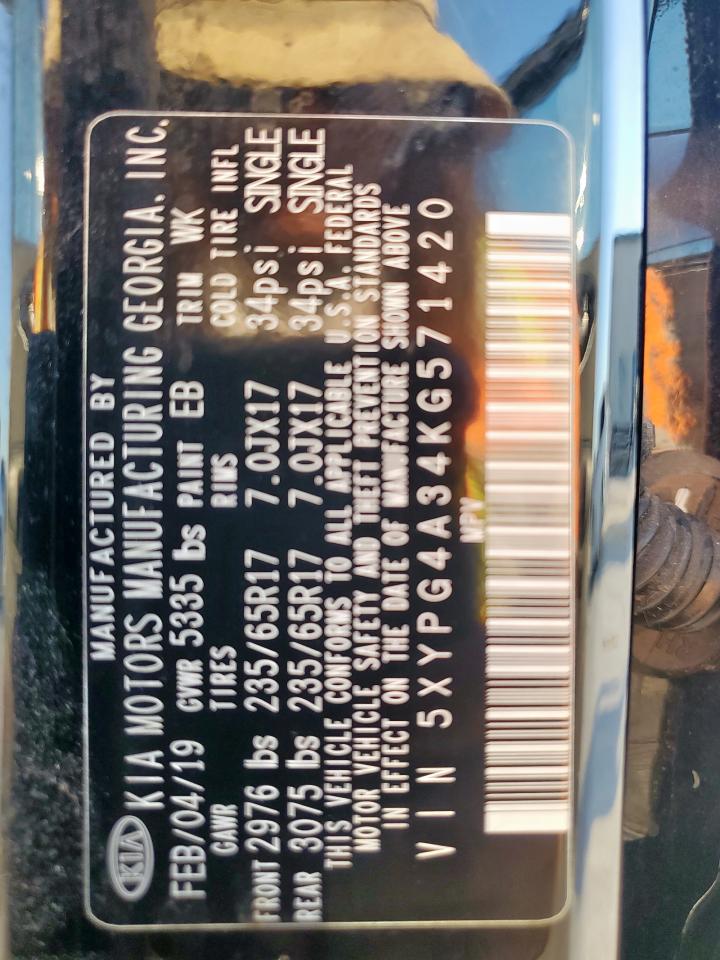 MANUFACTURED BY
KIA KIA MOTORS MANUFACTURING GEORGIA, INC.
FEB/04/19 GVWR 5335 lbs PAINT EB TRIM WK
GAWR TIRES RIMS COLD TIRE INFL
FRONT 2976 lbs 235/65R17 7.0JX17 34psi SINGLE
REAR 3075 lbs 235/65R17 7.0JX17 34psi SINGLE
THIS VEHICLE CONFORMS TO ALL APPLICABLE U.S.A. FEDERAL
MOTOR VEHICLE SAFETY AND THEFT PREVENTION STANDARDS
IN EFFECT ON THE DATE OF MANUFACTURE SHOWN ABOVE
VIN 5XYPG4A34KG571420
MPV